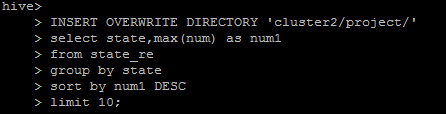 hive>
> INSERT OVERWRITE DIRECTORY 'cluster2/project/'
> select state,max(num) as num1
> from state_re
> group by state
> sort by num1 DESC
> limit 10;